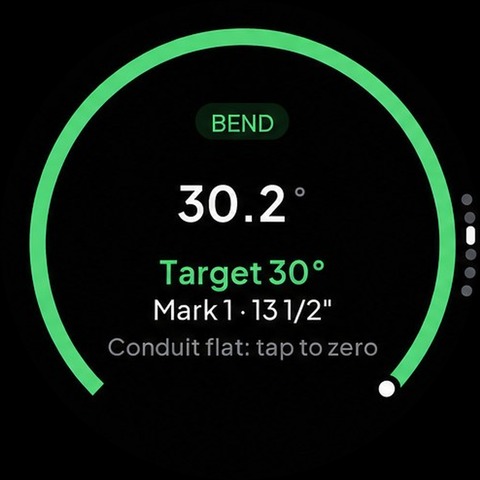 BEND
30.2°
Target 30°
Mark 1 · 13 1/2"
Conduit flat: tap to zero